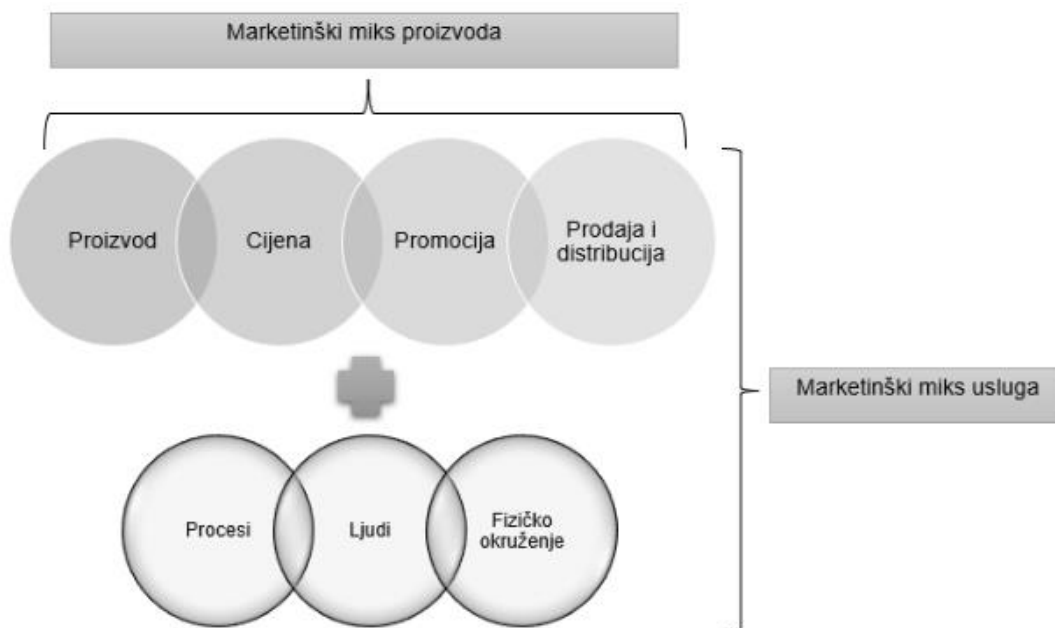 Marketinški miks proizvoda
Proizvod
Cijena
Promocija
Prodaja i
distribucija
Marketinški miks usluga
Procesi
Ljudi
Fizičko
okruženje